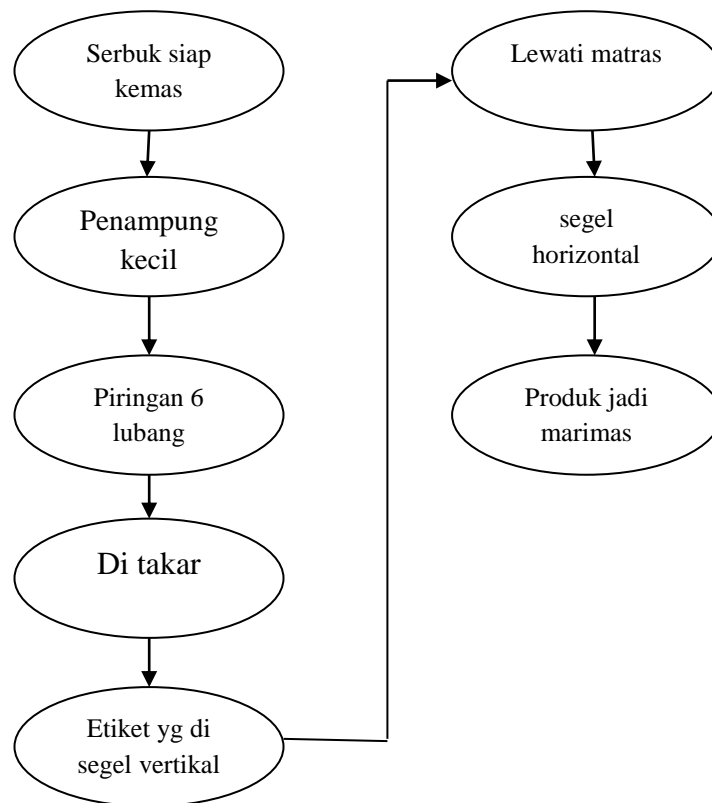 Serbuk siap
kemas
Penampung
kecil
Piringan 6
lubang
Di takar
Etiket yg di
segel vertikal
Lewati matras
segel
horizontal
Produk jadi
marimas